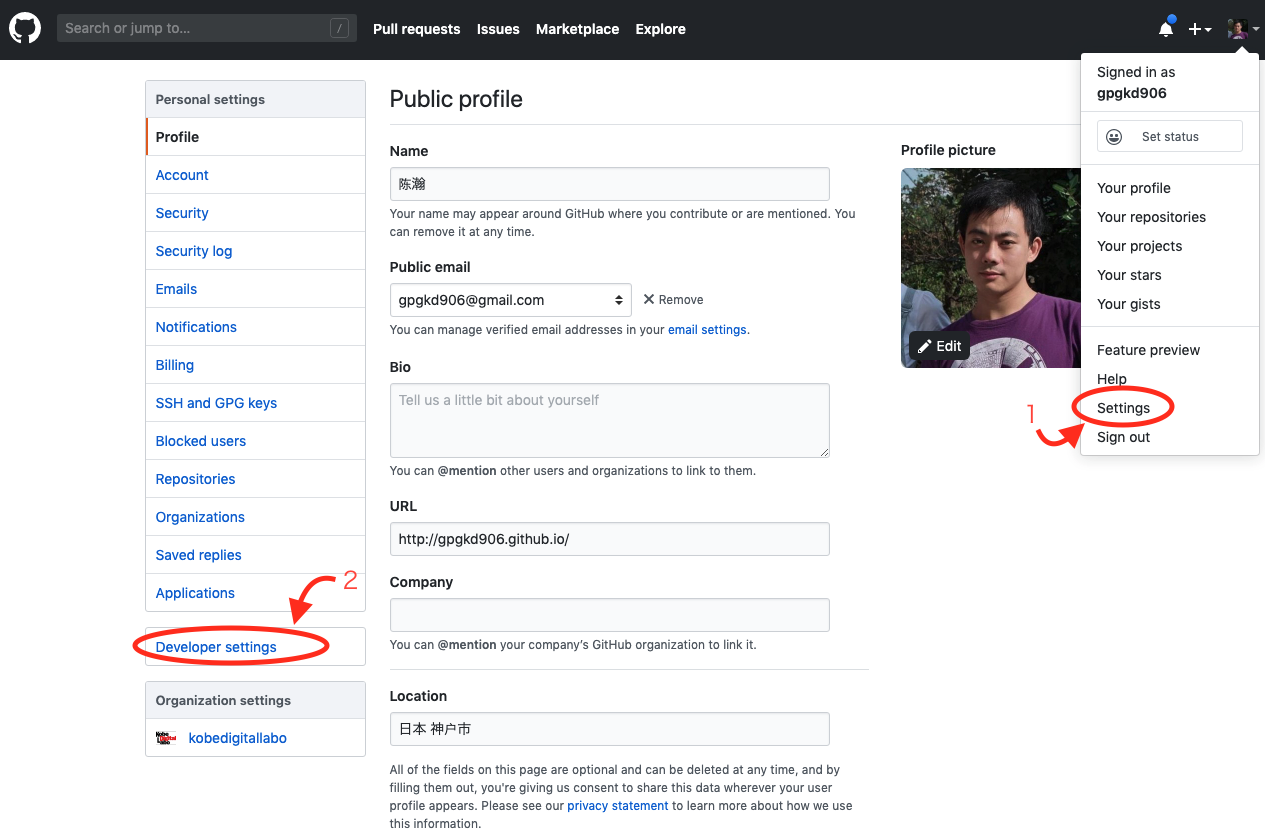 Search or jump to... /
Pull requests Issues Marketplace Explore
Signed in as
gpgkd906
Set status
Your profile
Your repositories
Your projects
Your stars
Your gists
Feature preview
Help
Settings
Sign out
1
Personal settings
Profile
Account
Security
Security log
Emails
Notifications
Billing
SSH and GPG keys
Blocked users
Repositories
Organizations
Saved replies
Applications
2
Developer settings
Organization settings
Kobe Digital Labo
kobedigitallabo
Public profile
Name
陈瀚
Your name may appear around GitHub where you contribute or are mentioned. You
can remove it at any time.
Public email
gpgkd906@gmail.com
Remove
You can manage verified email addresses in your email settings.
Bio
Tell us a little bit about yourself
You can @mention other users and organizations to link to them.
URL
http://gpgkd906.github.io/
Company
You can @mention your company’s GitHub organization to link it.
Location
日本 神户市
All of the fields on this page are optional and can be deleted at any time, and by
filling them out, you're giving us consent to share this data wherever your user
profile appears. Please see our privacy statement to learn more about how we use
this information.
Profile picture
Edit